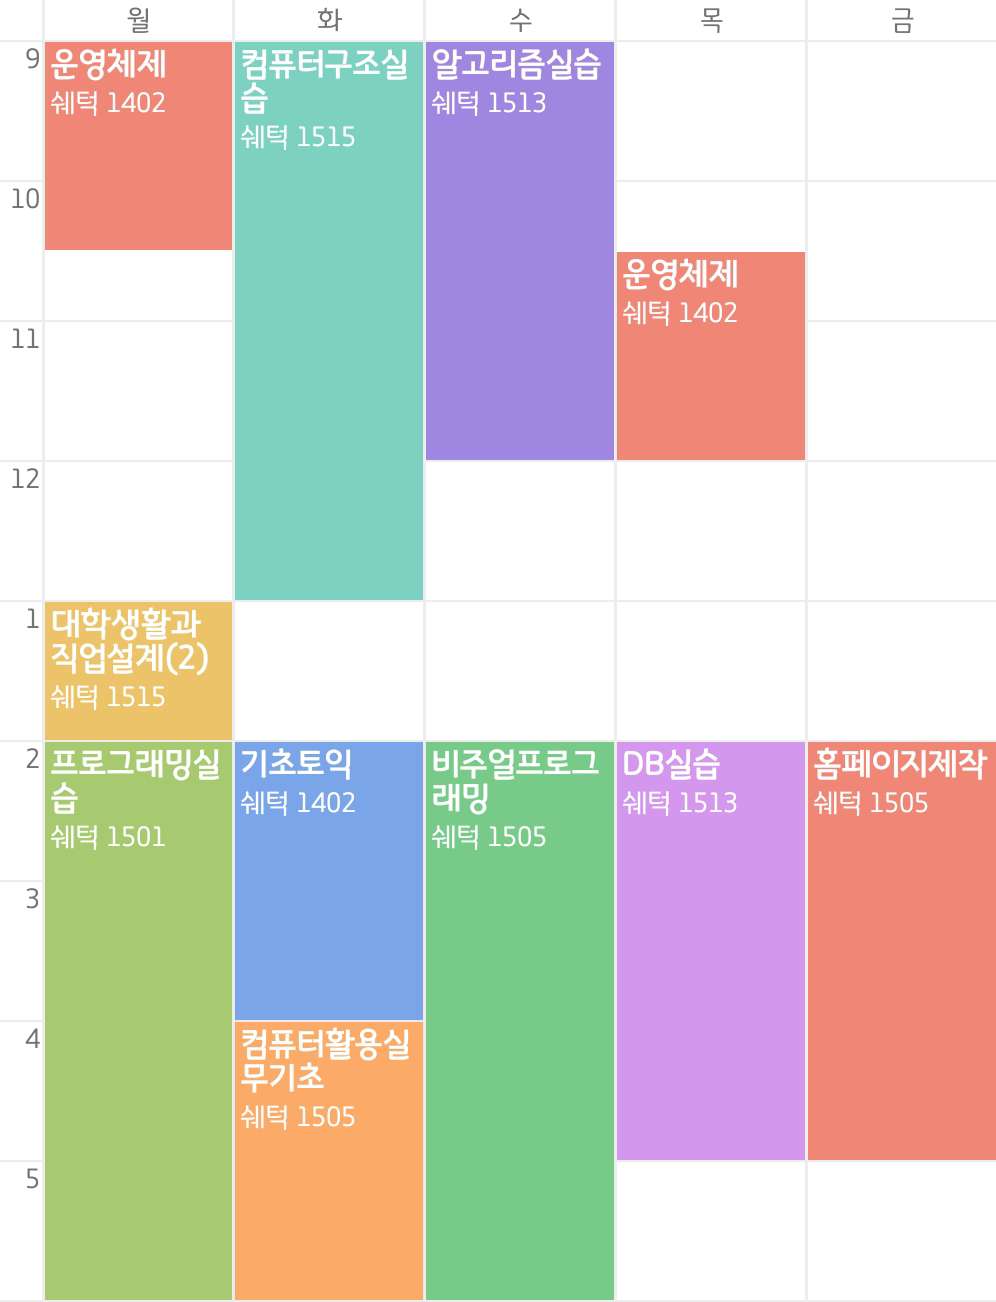 월 화 수 목 금
9
운영체제
쉐턱 1402
컴퓨터구조실
습
쉐턱 1515
알고리즘실습
쉐턱 1513
10
운영체제
쉐턱 1402
11
12
1
대학생활과
직업설계(2)
쉐턱 1515
2
프로그래밍실
습
쉐턱 1501
기초토익
쉐턱 1402
비주얼프로그
래밍
쉐턱 1505
DB실습
쉐턱 1513
홈페이지제작
쉐턱 1505
3
4
컴퓨터활용실
무기초
쉐턱 1505
5